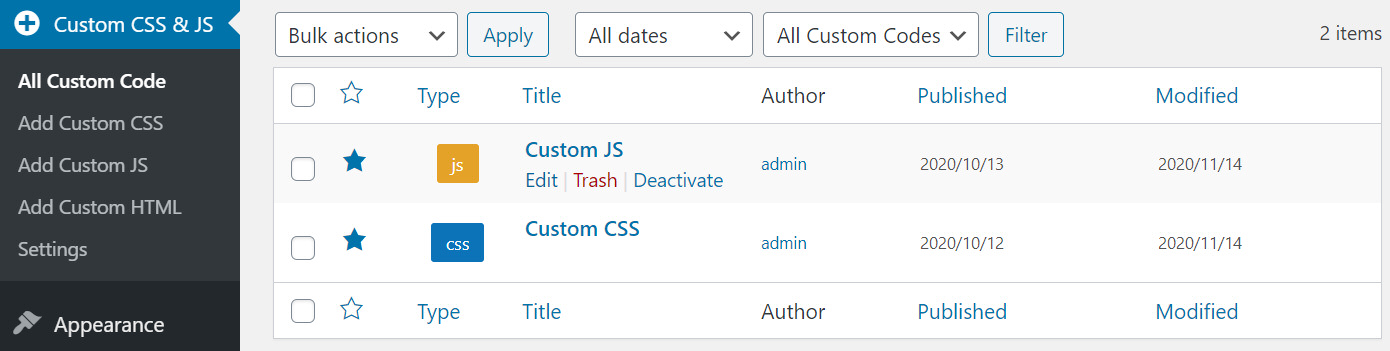 Custom CSS & JS
All Custom Code
Add Custom CSS
Add Custom JS
Add Custom HTML
Settings
Appearance
Bulk actions Apply All dates All Custom Codes Filter 2 items
Type Title Author Published Modified
js Custom JS admin 2020/10/13 2020/11/14
Edit | Trash | Deactivate
css Custom CSS admin 2020/10/12 2020/11/14
Type Title Author Published Modified